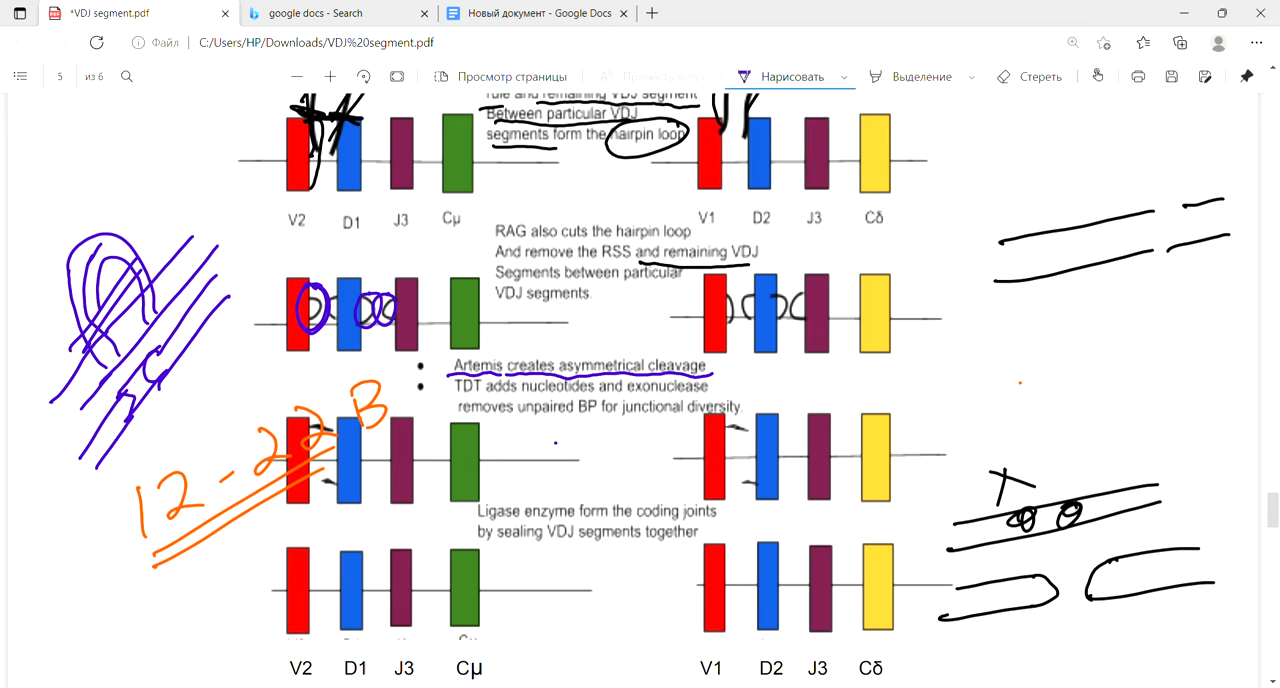 *VDJ segment.pdf
google docs - Search
Новый документ - Google Docs
Файл
C:/Users/HP/Downloads/VDJ%20segment.pdf
5 из 6
Просмотр страницы
Нарисовать
Выделение
Стереть
rule and remaining VDJ segment
Between particular VDJ
segments form the hairpin loop
V2 D1 J3 Cμ
V1 D2 J3 Cδ
RAG also cuts the hairpin loop
And remove the RSS and remaining VDJ
Segments between particular
VDJ segments.
• Artemis creates asymmetrical cleavage
• TDT adds nucleotides and exonuclease
removes unpaired BP for junctional diversity.
12-22B
Ligase enzyme form the coding joints
by sealing VDJ segments together
V2 D1 J3 Cμ
V1 D2 J3 Cδ